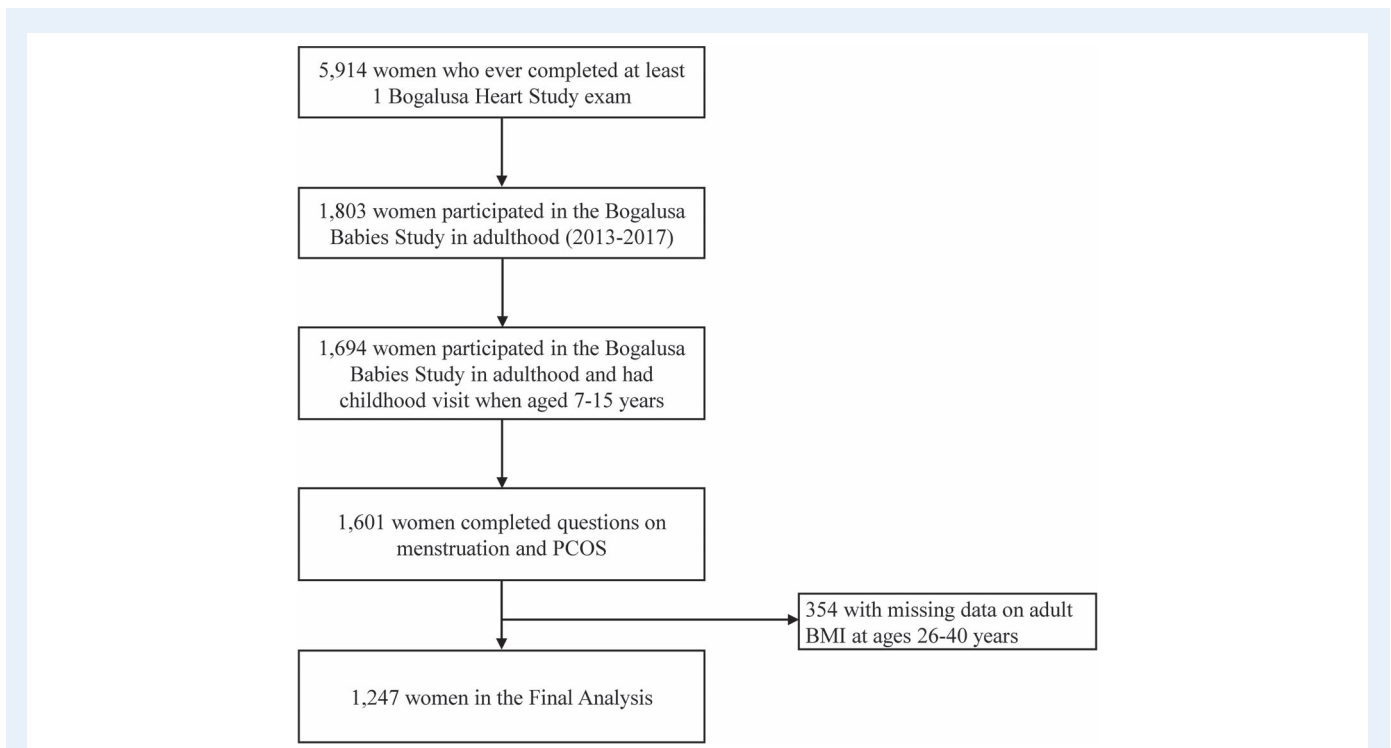 5,914 women who ever completed at least
1 Bogalusa Heart Study exam
1,803 women participated in the Bogalusa
Babies Study in adulthood (2013-2017)
1,694 women participated in the Bogalusa
Babies Study in adulthood and had
childhood visit when aged 7-15 years
1,601 women completed questions on
menstruation and PCOS
354 with missing data on adult
BMI at ages 26-40 years
1,247 women in the Final Analysis